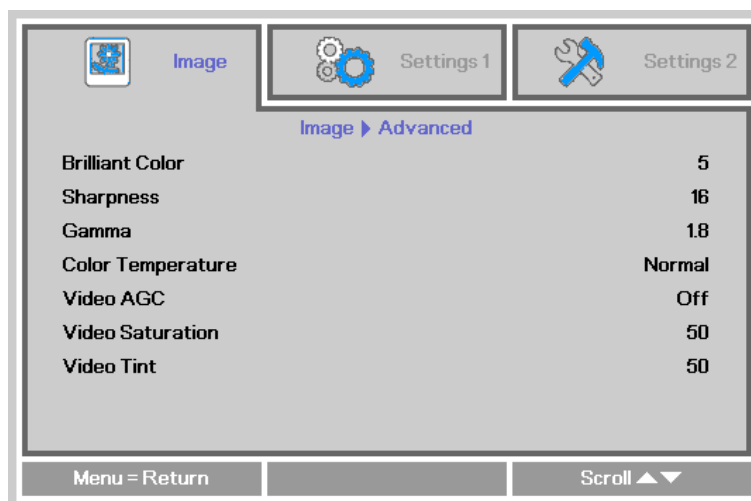 Image
Settings 1
Settings 2
Image Advanced
Brilliant Color 5
Sharpness 16
Gamma 1.8
Color Temperature Normal
Video AGC Off
Video Saturation 50
Video Tint 50
Menu = Return
Scroll